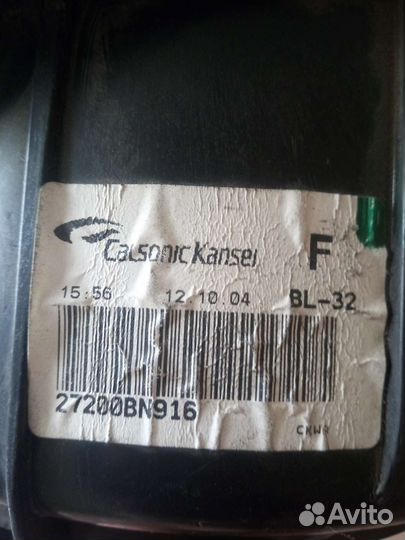 Calsonic Kansei
F
15:56 12.10.04 BL-32
27200BN916
CKWR
Avito